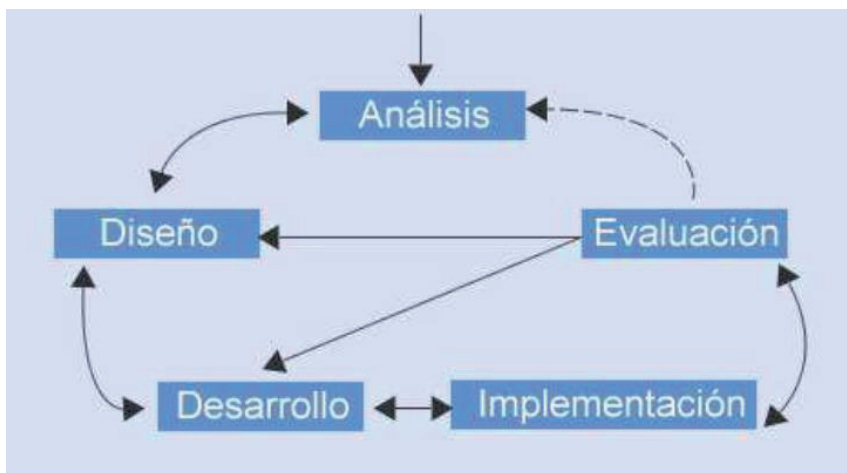 Análisis
Diseño
Evaluación
Desarrollo
Implementación